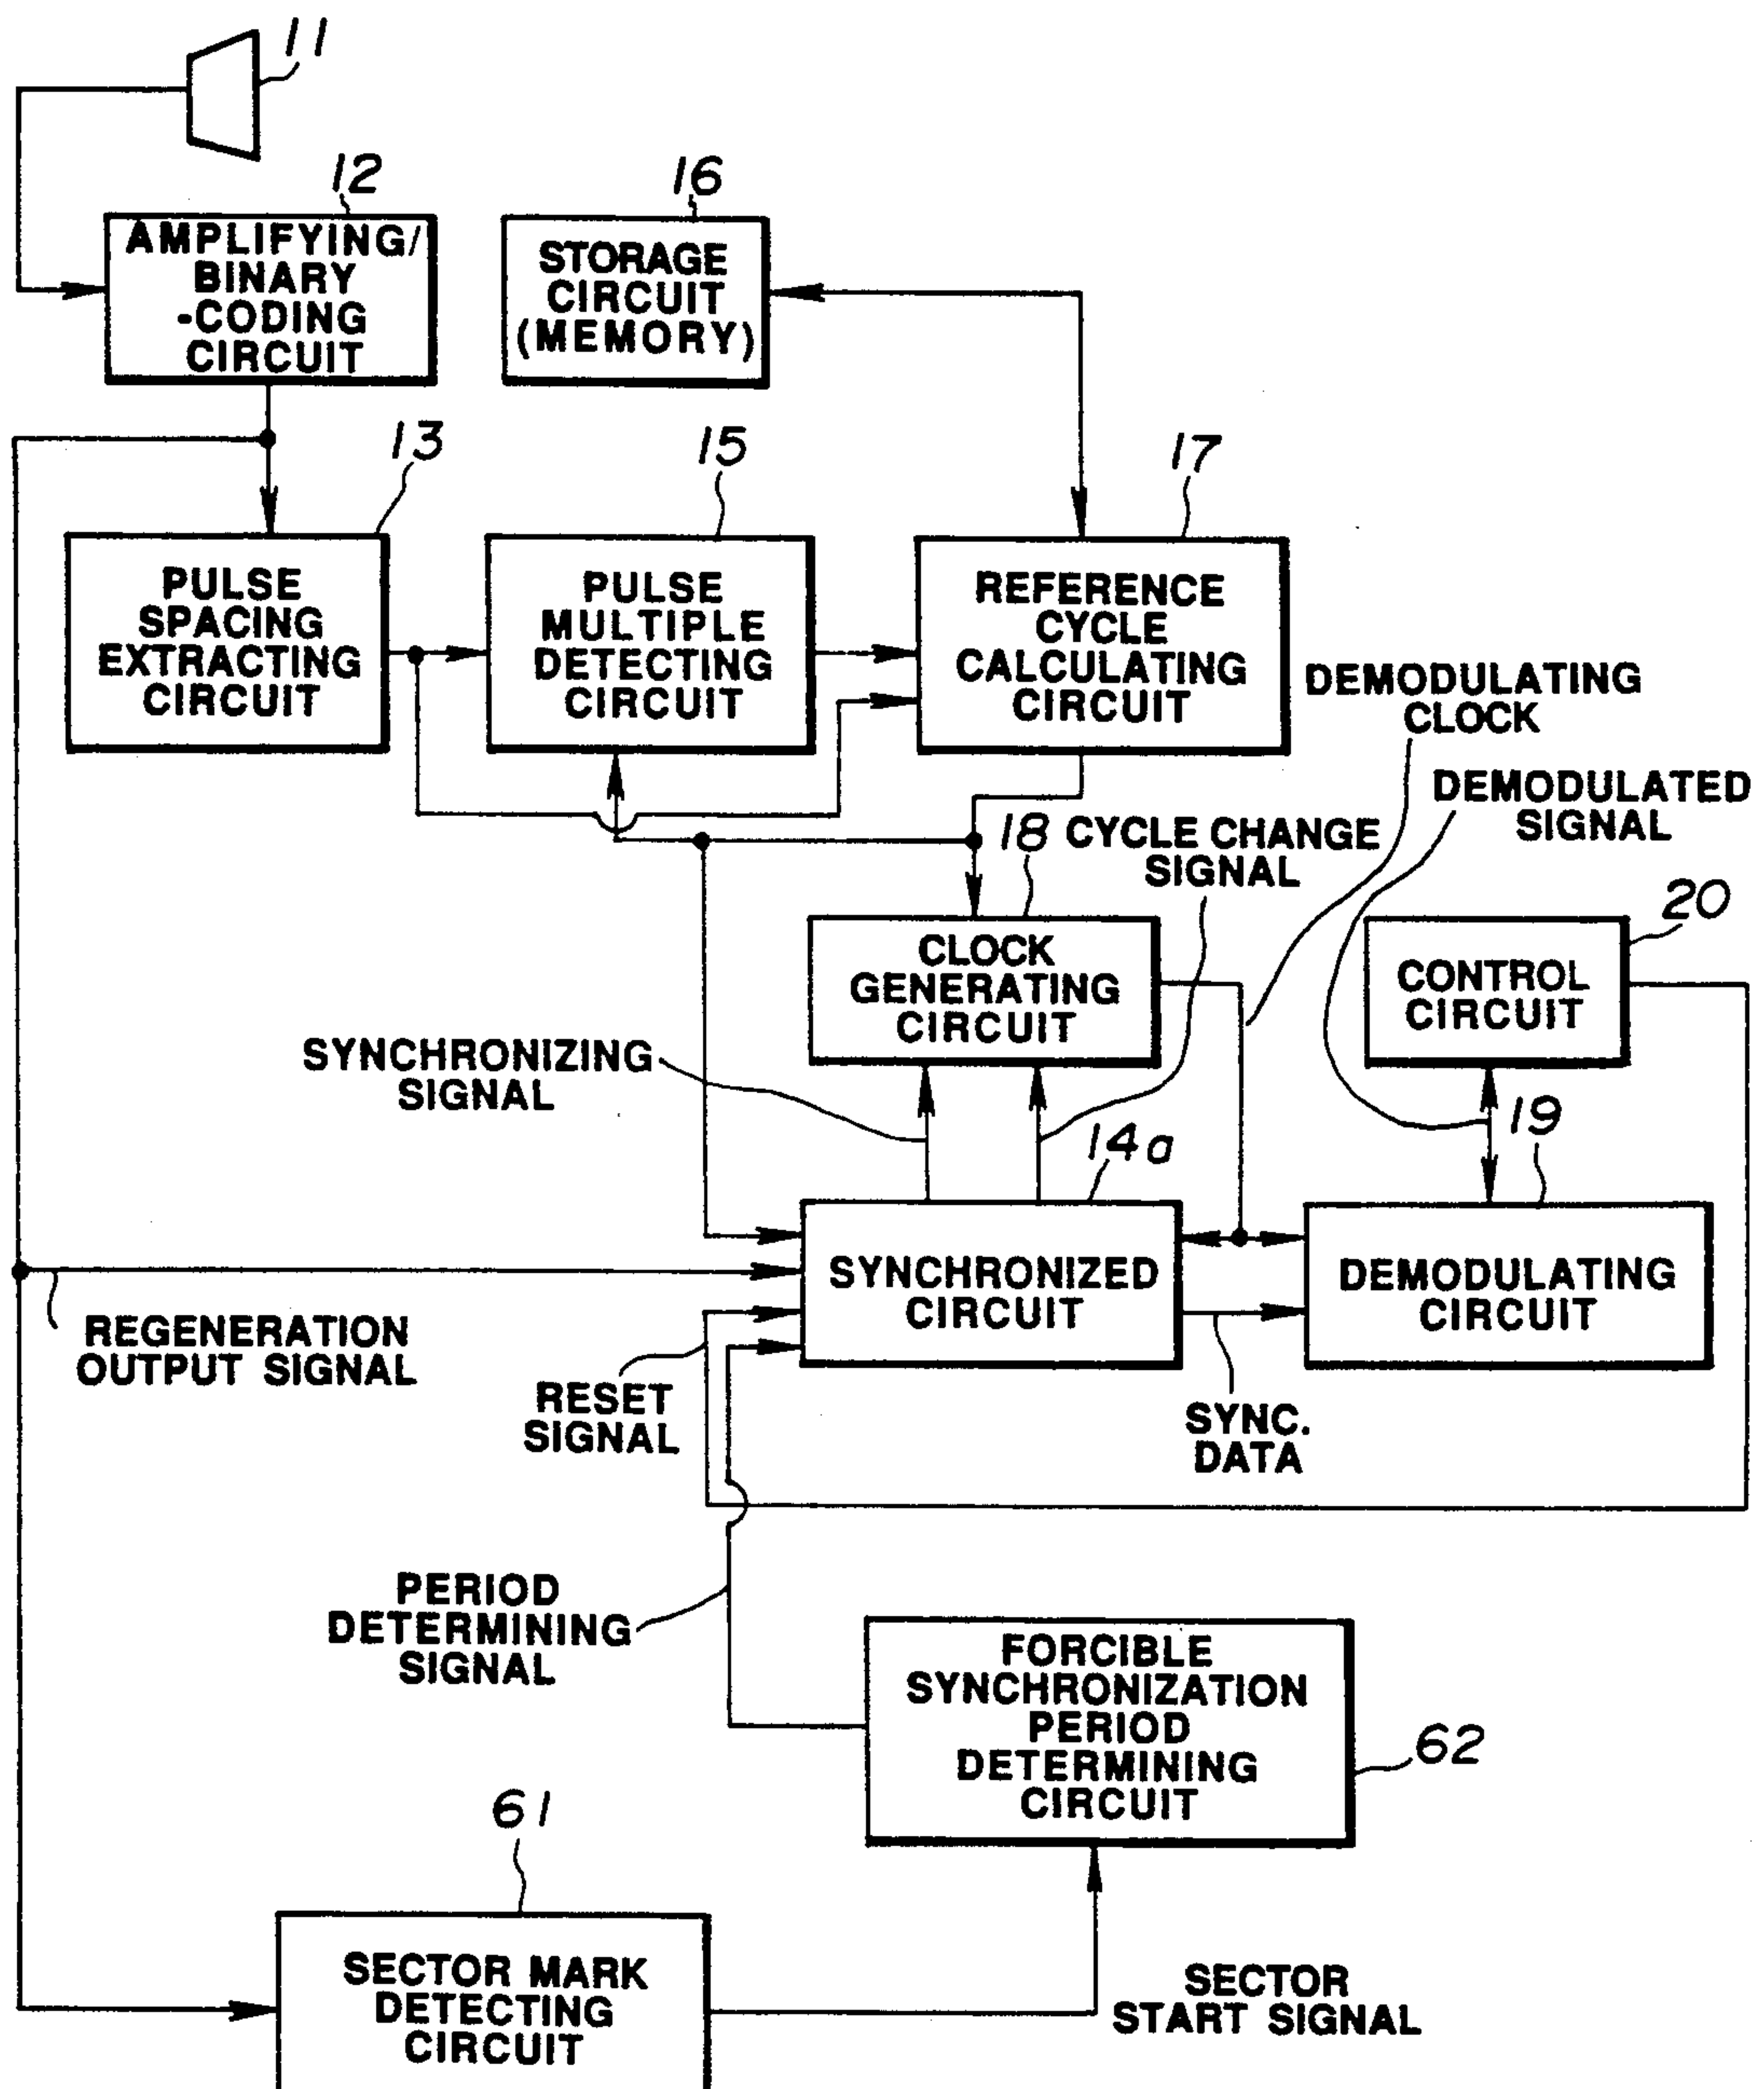 11
12
AMPLIFYING/
BINARY
-CODING
CIRCUIT
16
STORAGE
CIRCUIT
(MEMORY)
13
PULSE
SPACING
EXTRACTING
CIRCUIT
15
PULSE
MULTIPLE
DETECTING
CIRCUIT
17
REFERENCE
CYCLE
CALCULATING
CIRCUIT
DEMODULATING
CLOCK
DEMODULATED
SIGNAL
18
CYCLE CHANGE
SIGNAL
CLOCK
GENERATING
CIRCUIT
20
CONTROL
CIRCUIT
SYNCHRONIZING
SIGNAL
14a
SYNCHRONIZED
CIRCUIT
19
DEMODULATING
CIRCUIT
REGENERATION
OUTPUT SIGNAL
RESET
SIGNAL
SYNC.
DATA
PERIOD
DETERMINING
SIGNAL
FORCIBLE
SYNCHRONIZATION
PERIOD
DETERMINING
CIRCUIT
62
61
SECTOR MARK
DETECTING
CIRCUIT
SECTOR
START SIGNAL